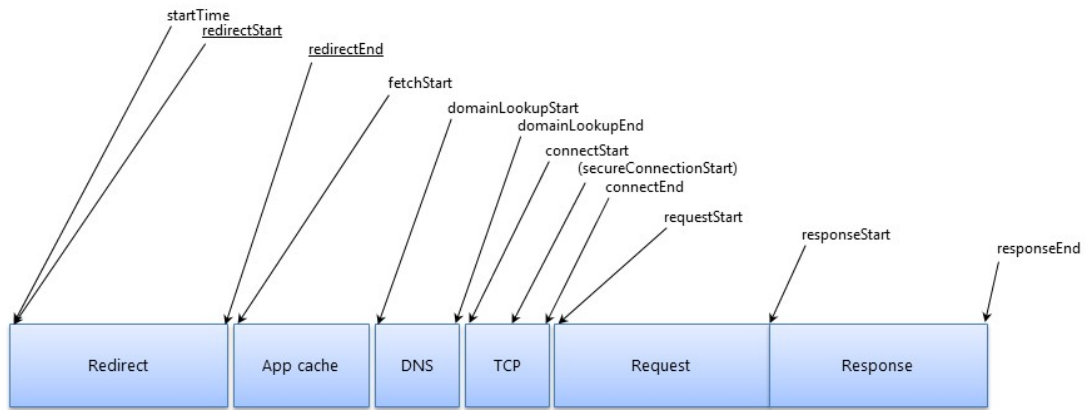 startTime
redirectStart
redirectEnd
fetchStart
domainLookupStart
domainLookupEnd
connectStart
(secureConnectionStart)
connectEnd
requestStart
responseStart
responseEnd
Redirect
App cache
DNS
TCP
Request
Response